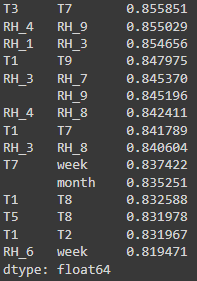 T3     T7        0.855851
RH_4   RH_9      0.855029
RH_1   RH_3      0.854656
T1     T9        0.847975
RH_3   RH_7      0.845370
       RH_9      0.845196
RH_4   RH_8      0.842411
T1     T7        0.841789
RH_3   RH_8      0.840604
T7     week      0.837422
       month     0.835251
T1     T8        0.832588
T5     T8        0.831978
T1     T2        0.831967
RH_6   week      0.819471
dtype: float64